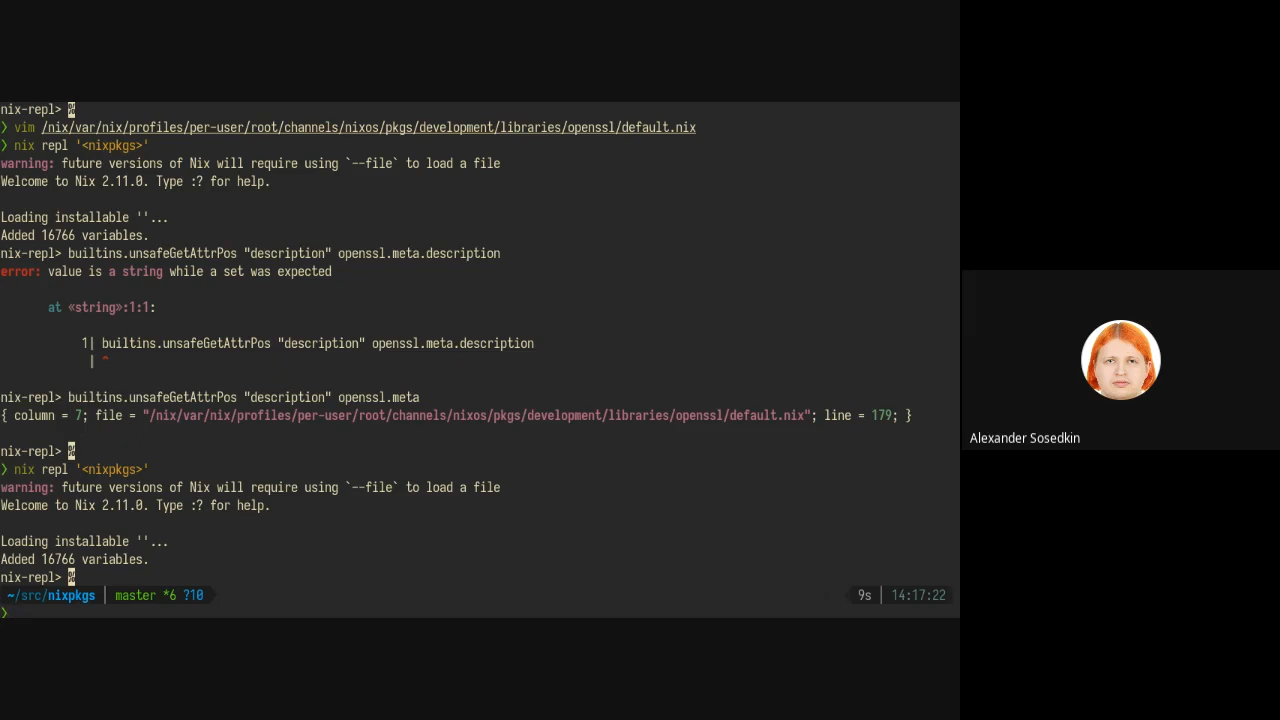 nix-repl> %
❯ vim /nix/var/nix/profiles/per-user/root/channels/nixos/pkgs/development/libraries/openssl/default.nix
❯ nix repl '<nixpkgs>'
warning: future versions of Nix will require using `--file` to load a file
Welcome to Nix 2.11.0. Type :? for help.
Loading installable ''...
Added 16766 variables.
nix-repl> builtins.unsafeGetAttrPos "description" openssl.meta.description
error: value is a string while a set was expected
at «string»:1:1:
1| builtins.unsafeGetAttrPos "description" openssl.meta.description
| ^
nix-repl> builtins.unsafeGetAttrPos "description" openssl.meta
{ column = 7; file = "/nix/var/nix/profiles/per-user/root/channels/nixos/pkgs/development/libraries/openssl/default.nix"; line = 179; }
nix-repl> %
❯ nix repl '<nixpkgs>'
warning: future versions of Nix will require using `--file` to load a file
Welcome to Nix 2.11.0. Type :? for help.
Loading installable ''...
Added 16766 variables.
nix-repl> %
~/src/nixpkgs | master *6 ?10 9s | 14:17:22
❯
Alexander Sosedkin